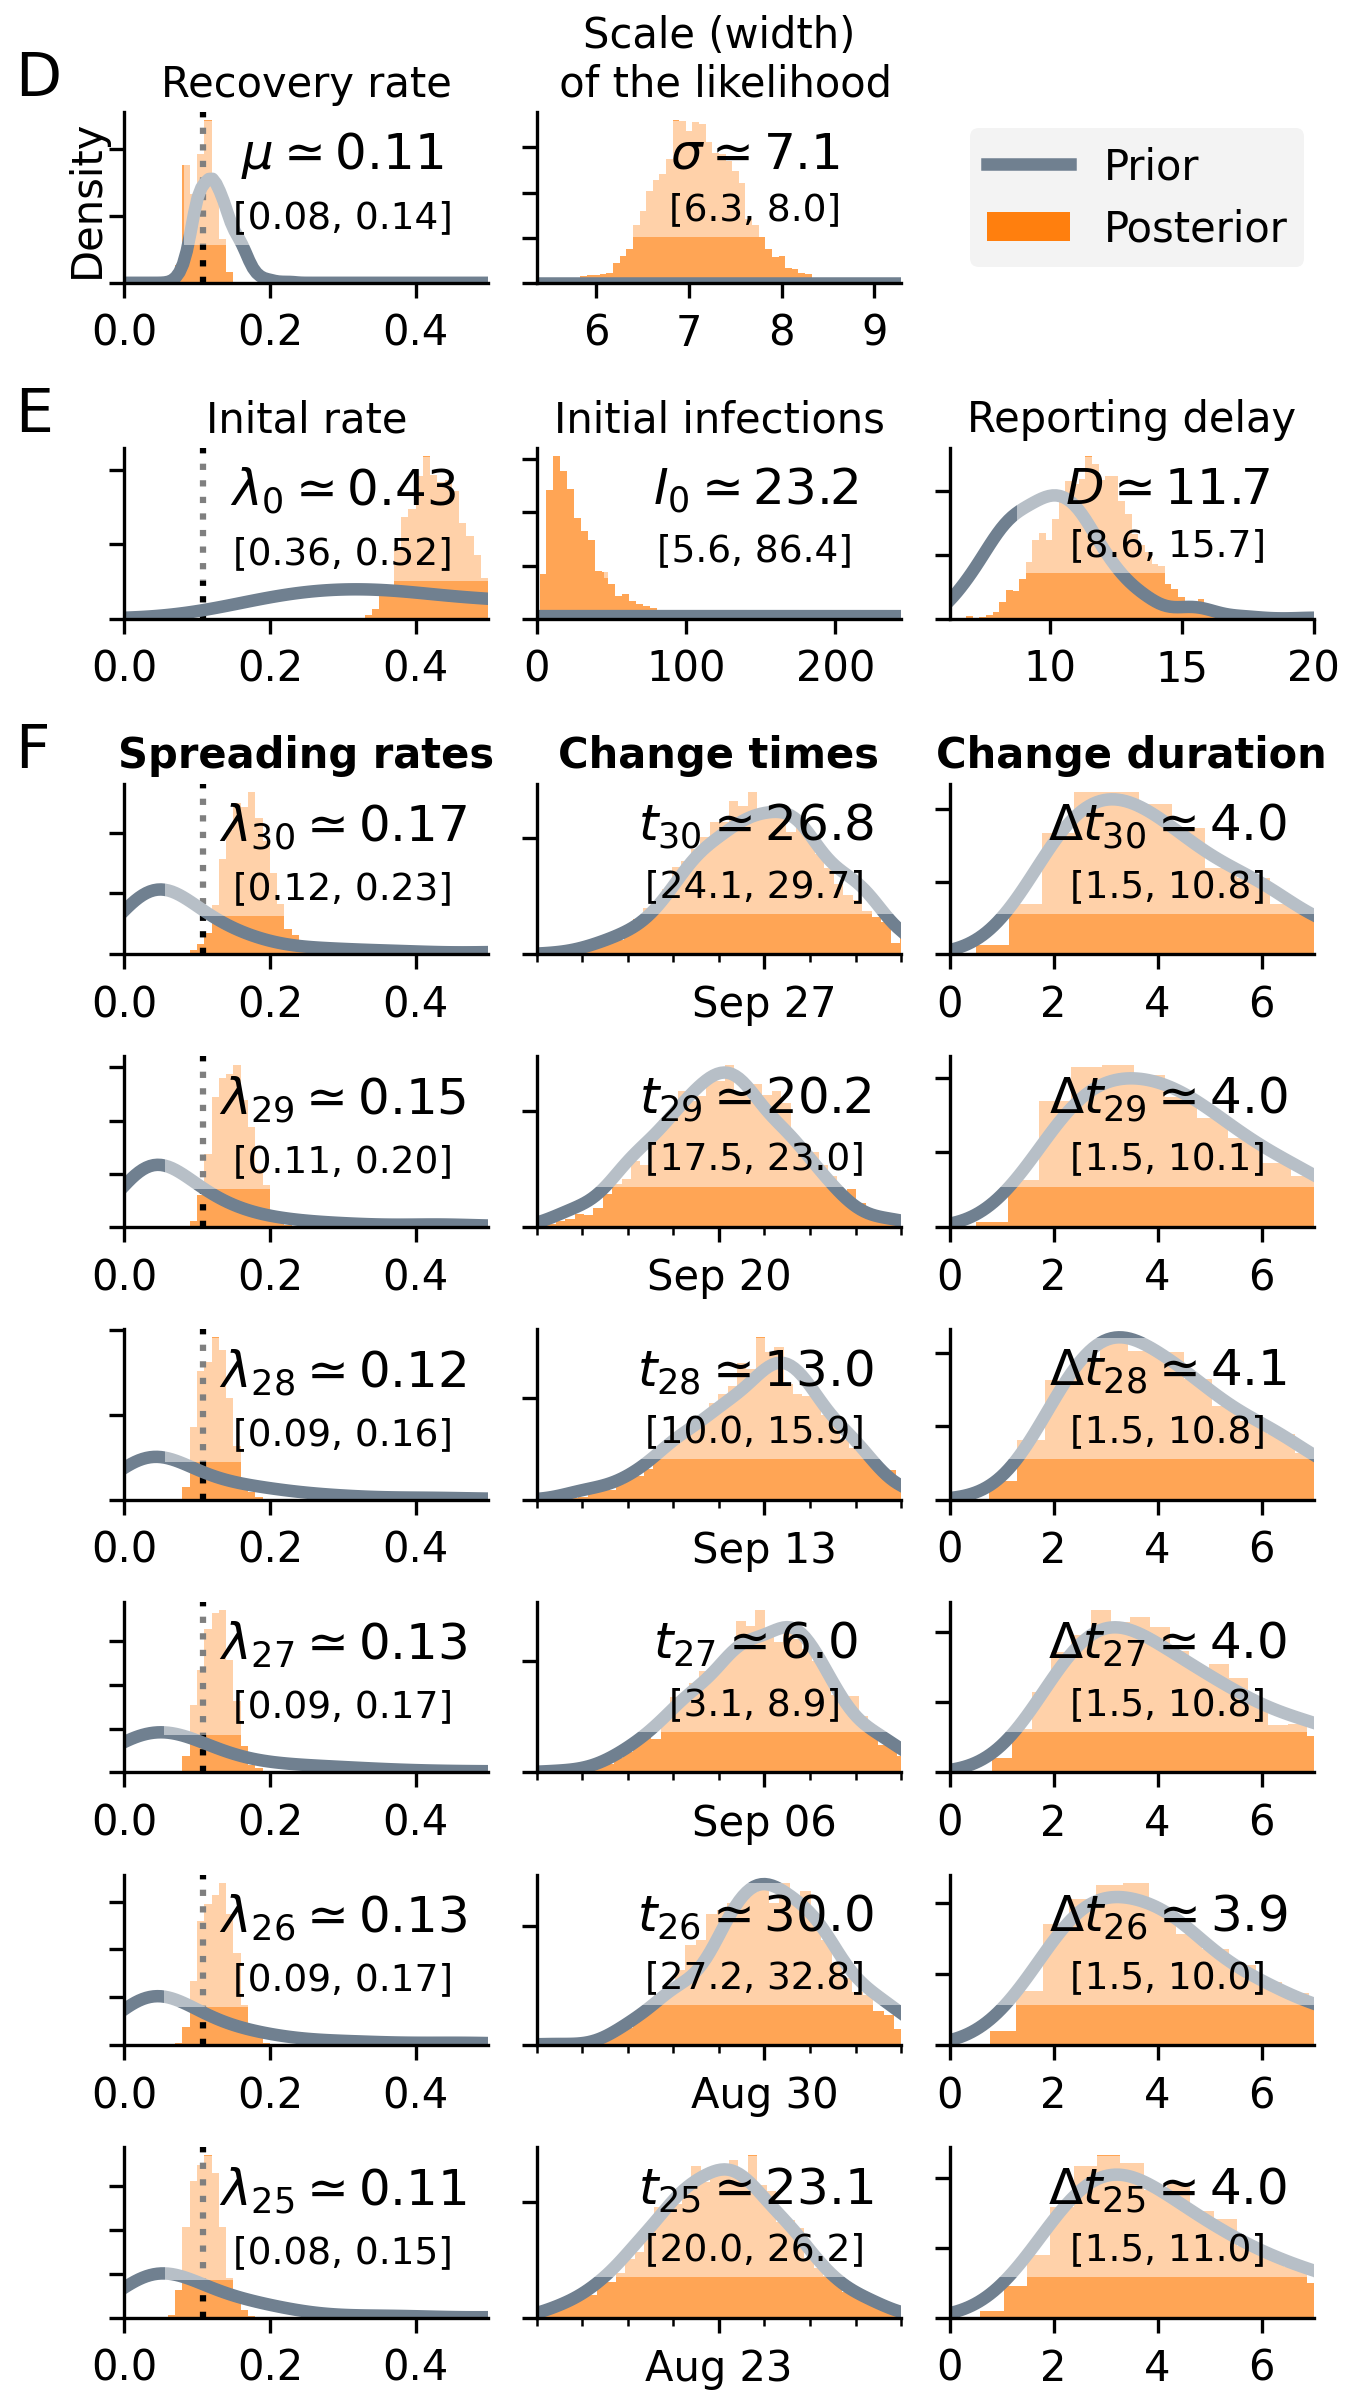 D
Recovery rate
Scale (width)
of the likelihood
Density
μ ≃ 0.11
[0.08, 0.14]
0.0 0.2 0.4
σ ≃ 7.1
[6.3, 8.0]
6 7 8 9
Prior
Posterior
E
Inital rate
λ0 ≃ 0.43
[0.36, 0.52]
0.0 0.2 0.4
Initial infections
I0 ≃ 23.2
[5.6, 86.4]
0 100 200
Reporting delay
D ≃ 11.7
[8.6, 15.7]
10 15 20
F
Spreading rates
Change times
Change duration
λ30 ≃ 0.17
[0.12, 0.23]
0.0 0.2 0.4
t30 ≃ 26.8
[24.1, 29.7]
Sep 27
Δt30 ≃ 4.0
[1.5, 10.8]
0 2 4 6
λ29 ≃ 0.15
[0.11, 0.20]
0.0 0.2 0.4
t29 ≃ 20.2
[17.5, 23.0]
Sep 20
Δt29 ≃ 4.0
[1.5, 10.1]
0 2 4 6
λ28 ≃ 0.12
[0.09, 0.16]
0.0 0.2 0.4
t28 ≃ 13.0
[10.0, 15.9]
Sep 13
Δt28 ≃ 4.1
[1.5, 10.8]
0 2 4 6
λ27 ≃ 0.13
[0.09, 0.17]
0.0 0.2 0.4
t27 ≃ 6.0
[3.1, 8.9]
Sep 06
Δt27 ≃ 4.0
[1.5, 10.8]
0 2 4 6
λ26 ≃ 0.13
[0.09, 0.17]
0.0 0.2 0.4
t26 ≃ 30.0
[27.2, 32.8]
Aug 30
Δt26 ≃ 3.9
[1.5, 10.0]
0 2 4 6
λ25 ≃ 0.11
[0.08, 0.15]
0.0 0.2 0.4
t25 ≃ 23.1
[20.0, 26.2]
Aug 23
Δt25 ≃ 4.0
[1.5, 11.0]
0 2 4 6